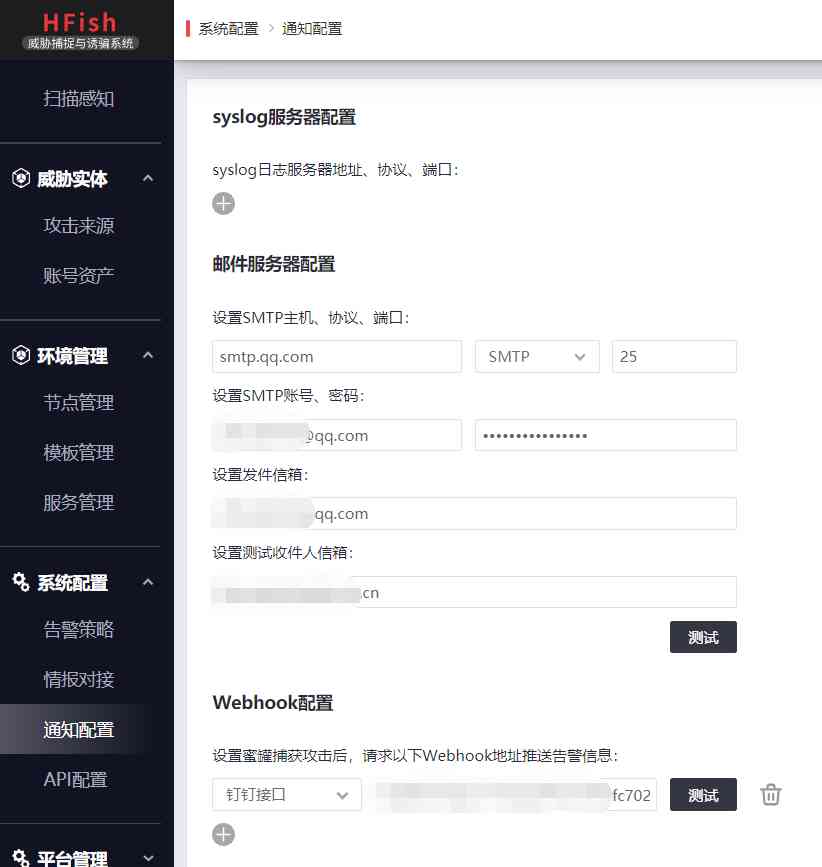 HFish
威胁捕捉与诱骗系统
扫描感知
威胁实体
攻击来源
账号资产
环境管理
节点管理
模板管理
服务管理
系统配置
告警策略
情报对接
通知配置
API配置
平台管理
系统配置 > 通知配置
syslog服务器配置
syslog日志服务器地址、协议、端口：
邮件服务器配置
设置SMTP主机、协议、端口：
smtp.qq.com SMTP 25
设置SMTP账号、密码：
@qq.com ••••••••••••••••
设置发件信箱：
qq.com
设置测试收件人信箱：
.cn
测试
Webhook配置
设置蜜罐捕获攻击后，请求以下Webhook地址推送告警信息：
钉钉接口 fc702 测试